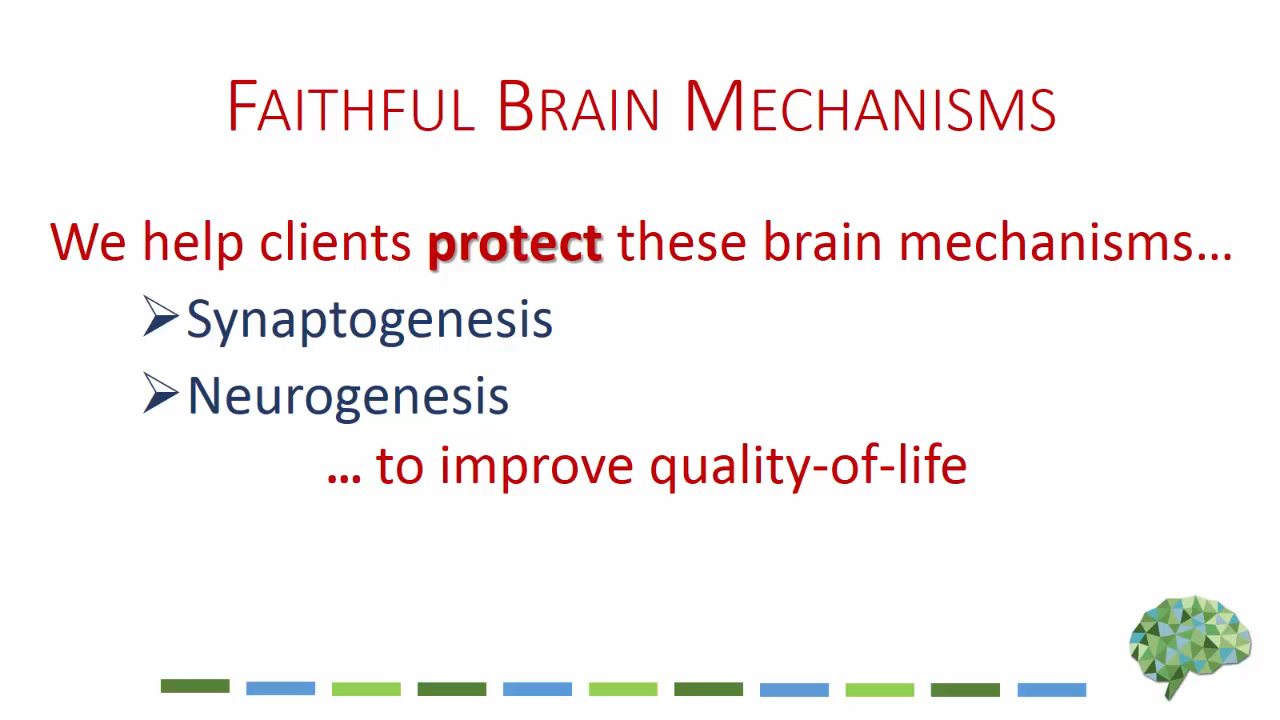 FAITHFUL BRAIN MECHANISMS
We help clients protect these brain mechanisms...
➢Synaptogenesis
➢Neurogenesis
... to improve quality-of-life